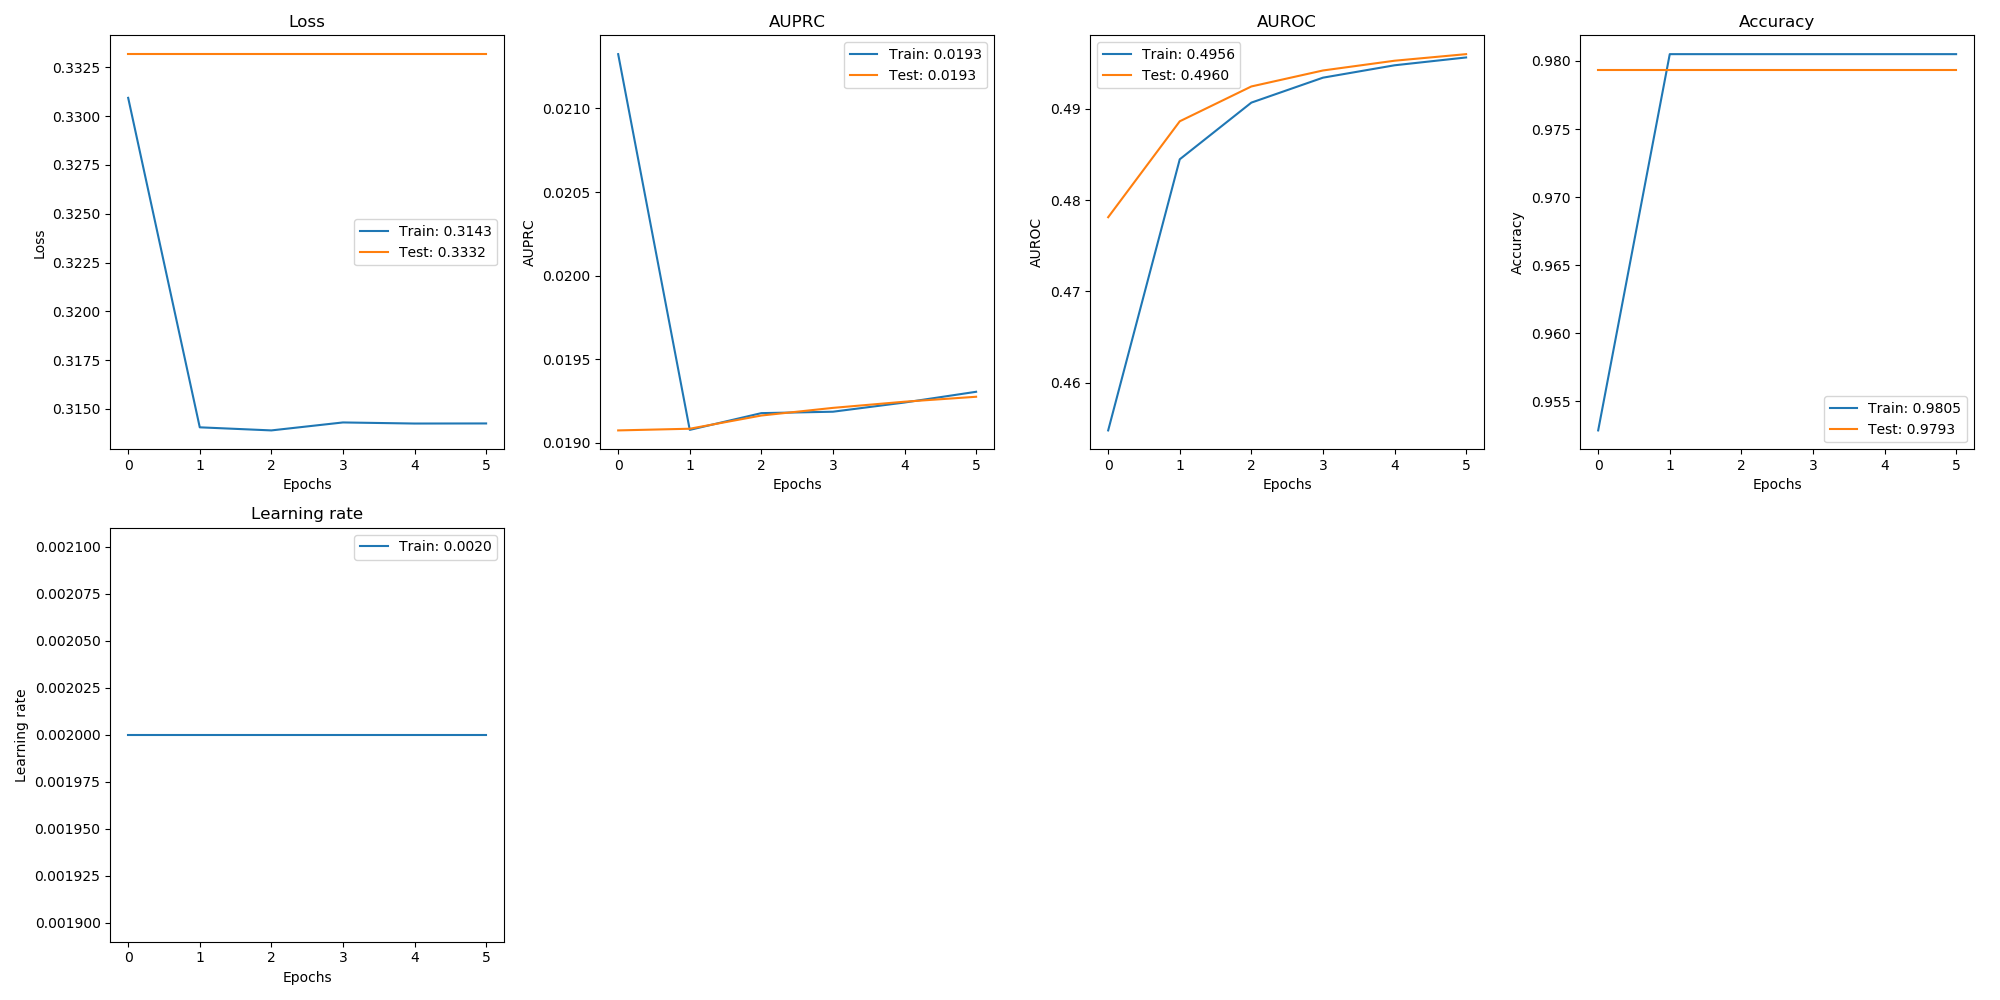 Loss
0.3325
0.3300
0.3275
0.3250
0.3225
0.3200
0.3175
0.3150
Loss
Train: 0.3143
Test: 0.3332
0 1 2 3 4 5
Epochs
AUPRC
0.0210
0.0205
0.0200
0.0195
0.0190
AUPRC
Train: 0.0193
Test: 0.0193
0 1 2 3 4 5
Epochs
AUROC
0.49
0.48
0.47
0.46
AUROC
Train: 0.4956
Test: 0.4960
0 1 2 3 4 5
Epochs
Accuracy
0.980
0.975
0.970
0.965
0.960
0.955
Accuracy
Train: 0.9805
Test: 0.9793
0 1 2 3 4 5
Epochs
Learning rate
0.002100
0.002075
0.002050
0.002025
0.002000
0.001975
0.001950
0.001925
0.001900
Learning rate
Train: 0.0020
0 1 2 3 4 5
Epochs